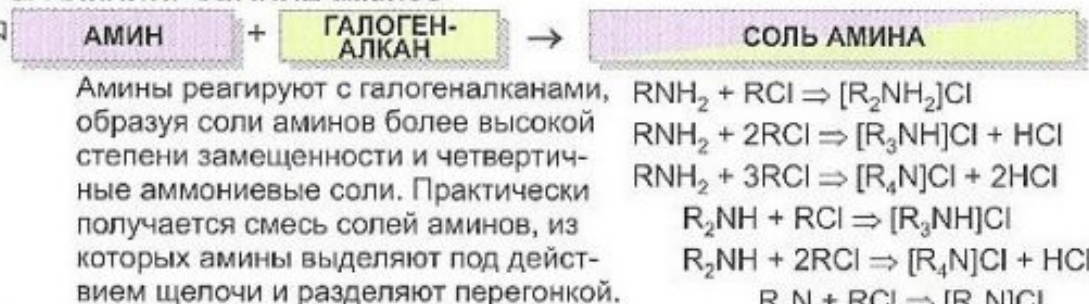 АМИН + ГАЛОГЕН-АЛКАН → СОЛЬ АМИНА
Амины реагируют с галогеналканами,
образуя соли аминов более высокой
степени замещенности и четвертич-
ные аммониевые соли. Практически
получается смесь солей аминов, из
которых амины выделяют под дейст-
вием щелочи и разделяют перегонкой.
RNH₂ + RCl ⇒ [R₂NH₂]Cl
RNH₂ + 2RCl ⇒ [R₃NH]Cl + HCl
RNH₂ + 3RCl ⇒ [R₄N]Cl + 2HCl
R₂NH + RCl ⇒ [R₃NH]Cl
R₂NH + 2RCl ⇒ [R₄N]Cl + HCl